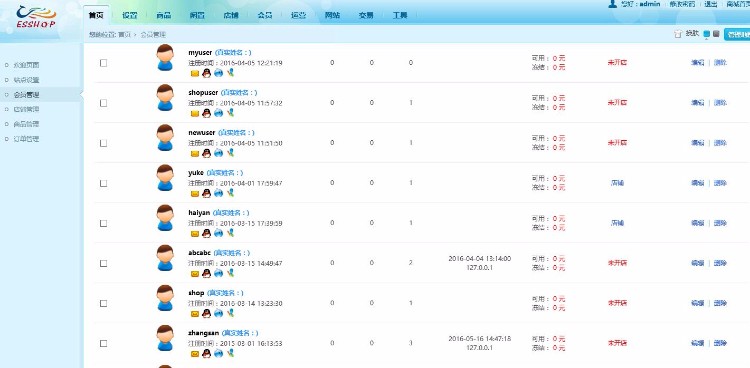 您好：admin 修改密码 退出 商城首页
ESSHOP
首页 设置 商品 闲置 店铺 会员 运营 网站 交易 工具
您的位置: 首页 › 会员管理
换肤
欢迎页面
站点设置
会员管理
店铺管理
商品管理
订单管理
myuser (真实姓名：)
注册时间：2016-04-05 12:21:19 0 0 0 可用：0 元 冻结：0 元 未开店 编辑 | 删除
shopuser (真实姓名：)
注册时间：2016-04-05 11:57:32 0 0 1 可用：0 元 冻结：0 元 未开店 编辑 | 删除
newuser (真实姓名：)
注册时间：2016-04-05 11:51:50 0 0 1 可用：0 元 冻结：0 元 未开店 编辑 | 删除
yuke (真实姓名：)
注册时间：2016-04-01 17:59:47 0 0 1 可用：0 元 冻结：0 元 店铺 编辑 | 删除
haiyan (真实姓名：)
注册时间：2016-03-15 17:39:59 0 0 1 可用：0 元 冻结：0 元 店铺 编辑 | 删除
abcabc (真实姓名：)
注册时间：2016-03-15 14:49:47 0 0 2 2016-04-04 13:14:00 127.0.0.1 可用：0 元 冻结：0 元 未开店 编辑 | 删除
shop (真实姓名：)
注册时间：2016-03-14 13:23:30 0 0 1 可用：0 元 冻结：0 元 未开店 编辑 | 删除
zhangsan (真实姓名：)
注册时间：2015-03-01 16:13:53 0 0 3 2016-05-16 14:47:18 127.0.0.1 可用：0 元 冻结：0 元 未开店 编辑 | 删除